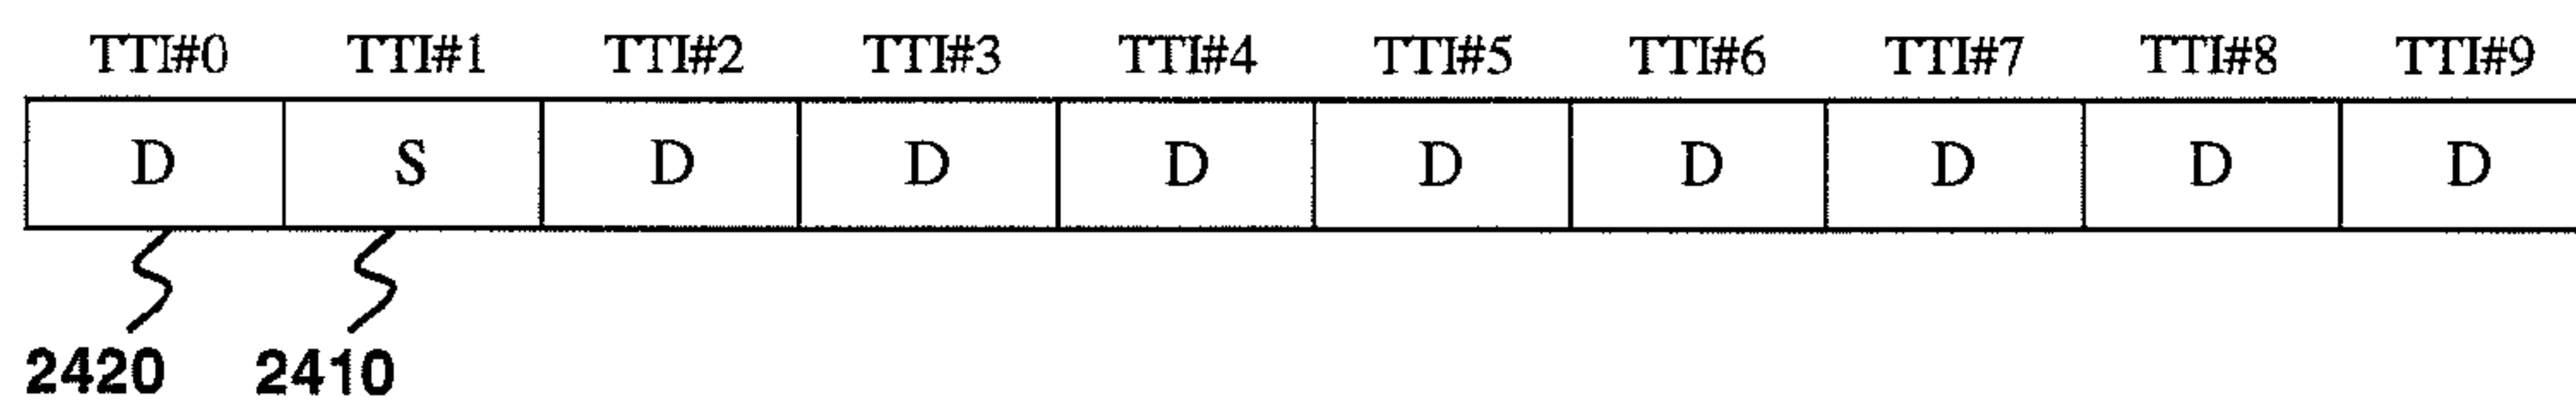 TTI#0 TTI#1 TTI#2 TTI#3 TTI#4 TTI#5 TTI#6 TTI#7 TTI#8 TTI#9
D S D D D D D D D D
2420 2410